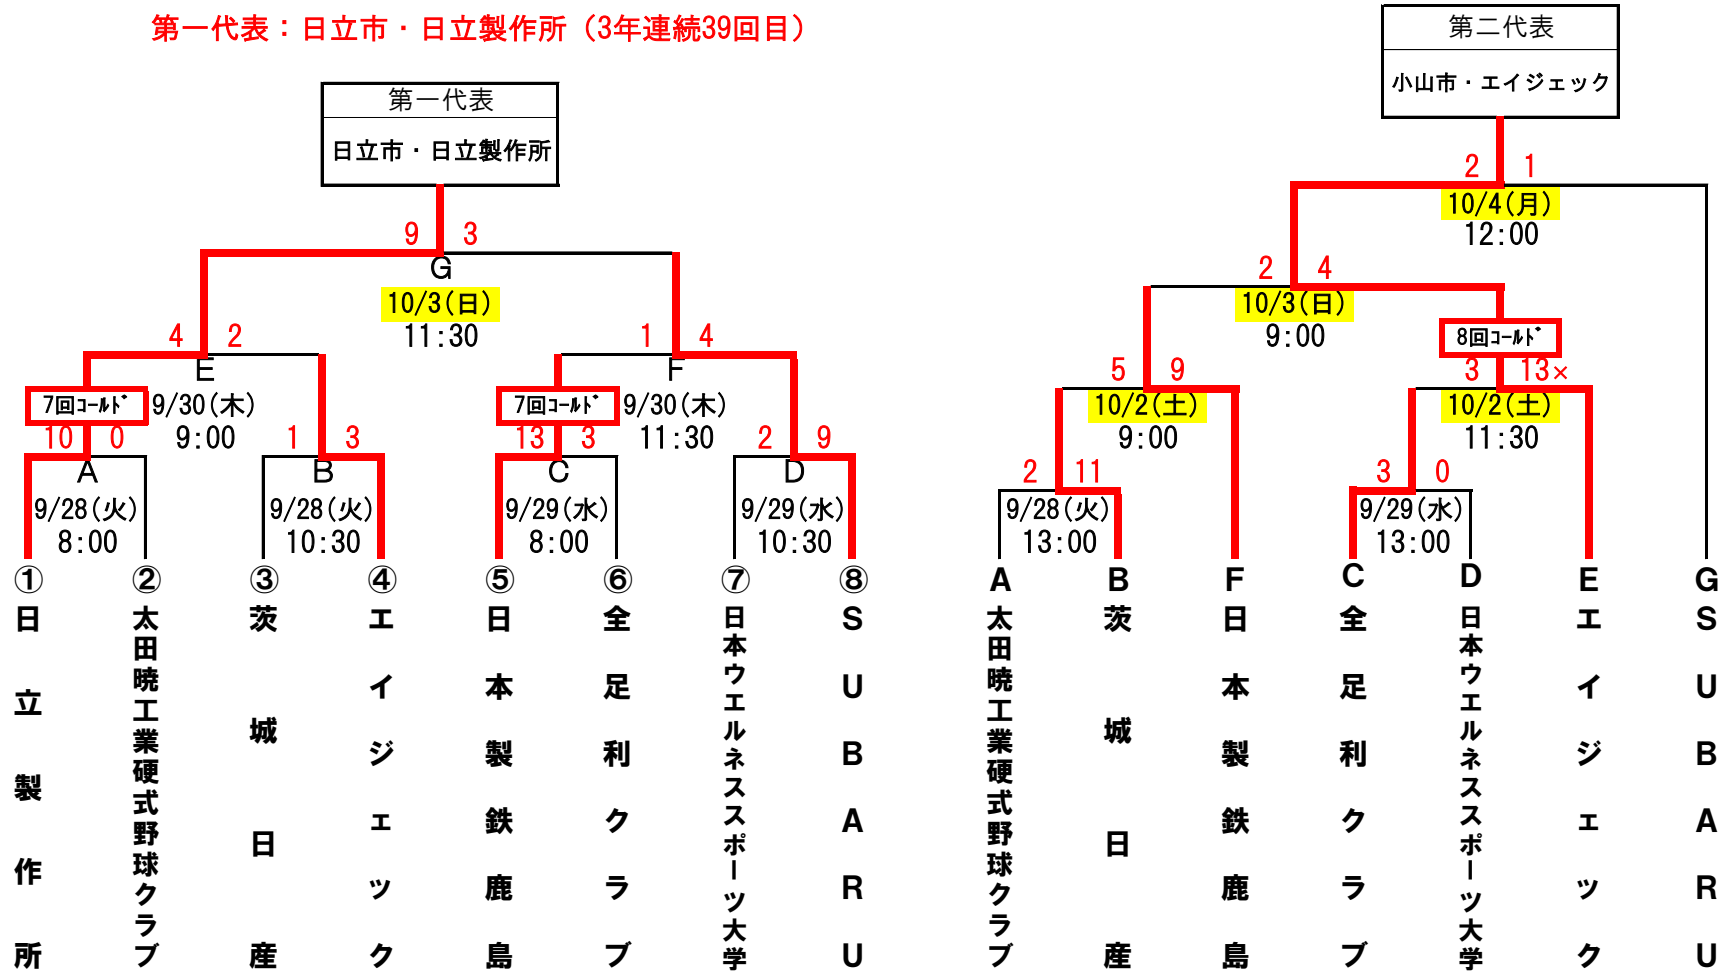 第一代表：日立市・日立製作所（3年連続39回目）
第一代表
日立市・日立製作所
9 3
G
10/3(日)
11:30
4 2
E
9/30(木)
9:00
1 4
F
9/30(木)
11:30
7回ｺｰﾙﾄﾞ
10 0
A
9/28(火)
8:00
1 3
B
9/28(火)
10:30
7回ｺｰﾙﾄﾞ
13 3
C
9/29(水)
8:00
2 9
D
9/29(水)
10:30
①
日立製作所
②
太田暁工業硬式野球クラブ
③
茨城日産
④
エイジェック
⑤
日本製鉄鹿島
⑥
全足利クラブ
⑦
日本ウエルネススポーツ大学
⑧
SUBARU
第二代表
小山市・エイジェック
2 1
10/4(月)
12:00
2 4
10/3(日)
9:00
5 9
10/2(土)
9:00
8回ｺｰﾙﾄﾞ
3 13×
10/2(土)
11:30
2 11
9/28(火)
13:00
3 0
9/29(水)
13:00
A
太田暁工業硬式野球クラブ
B
茨城日産
F
日本製鉄鹿島
C
全足利クラブ
D
日本ウエルネススポーツ大学
E
エイジェック
G
SUBARU